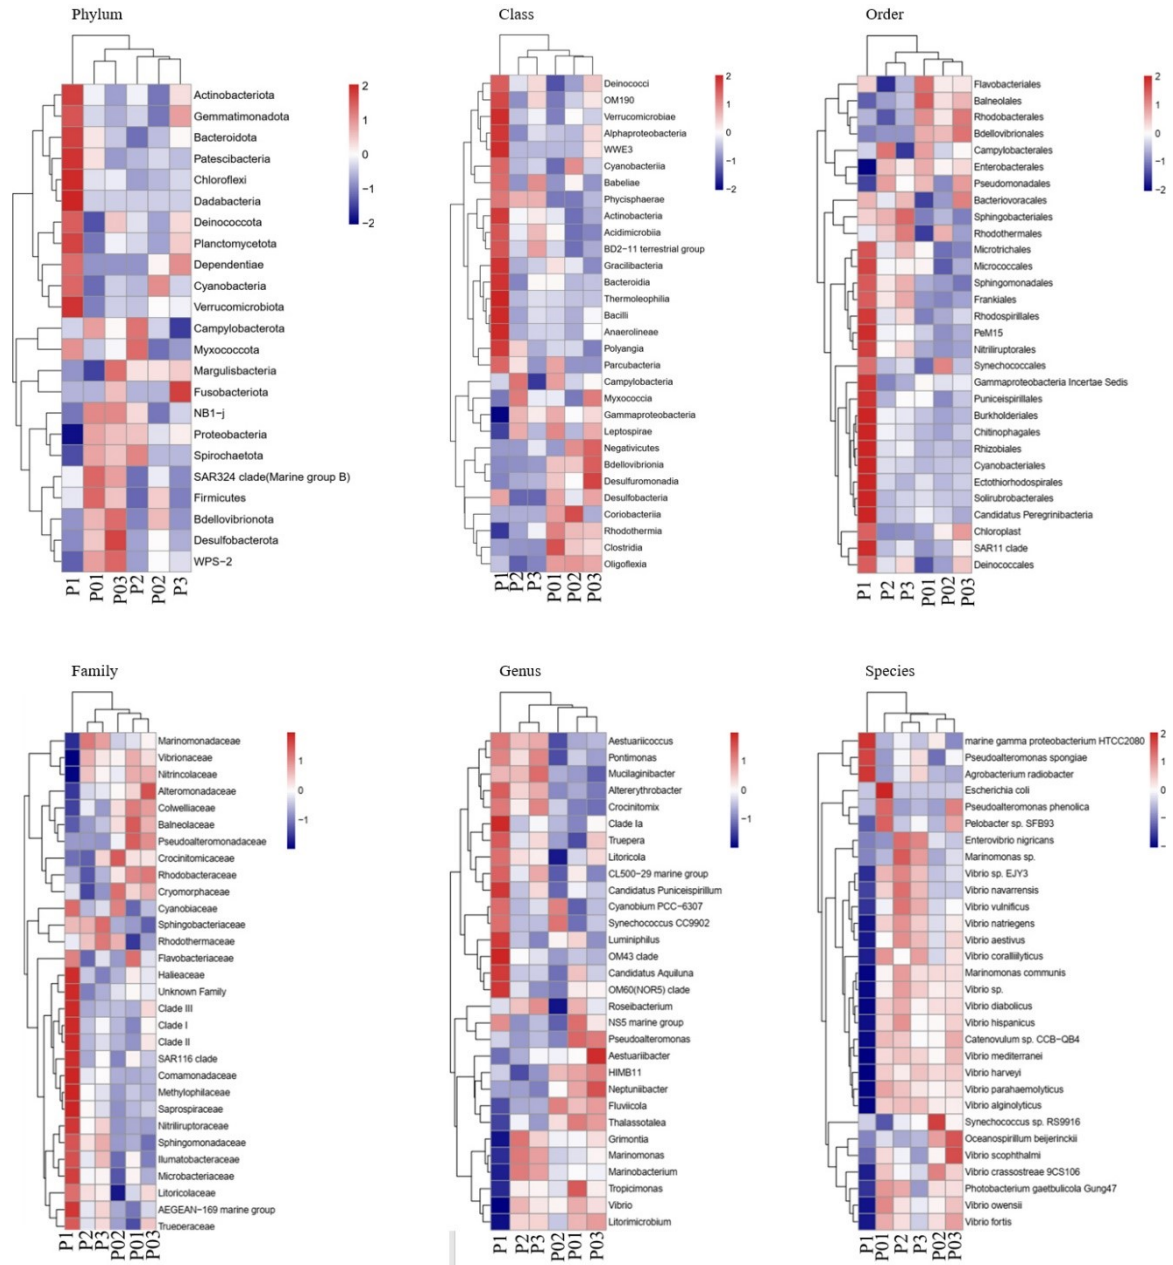 Phylum
2
1
0
−1
−2
Actinobacteriota
Gemmatimonadota
Bacteroidota
Patescibacteria
Chloroflexi
Dadabacteria
Deinococcota
Planctomycetota
Dependentiae
Cyanobacteria
Verrucomicrobiota
Campylobacterota
Myxococcota
Margulisbacteria
Fusobacteriota
NB1−j
Proteobacteria
Spirochaetota
SAR324 clade(Marine group B)
Firmicutes
Bdellovibrionota
Desulfobacterota
WPS−2
P1 P01 P03 P2 P02 P3
Class
2
1
0
−1
−2
Deinococci
OM190
Verrucomicrobiae
Alphaproteobacteria
WWE3
Cyanobacteriia
Babeliae
Phycisphaerae
Actinobacteria
Acidimicrobiia
BD2−11 terrestrial group
Gracilibacteria
Bacteroidia
Thermoleophilia
Bacilli
Anaerolineae
Polyangia
Parcubacteria
Campylobacteria
Myxococcia
Gammaproteobacteria
Leptospirae
Negativicutes
Bdellovibrionia
Desulfuromonadia
Desulfobacteria
Coriobacteriia
Rhodothermia
Clostridia
Oligoflexia
P1 P2 P3 P01 P02 P03
Order
2
1
0
−1
−2
Flavobacteriales
Balneolales
Rhodobacterales
Bdellovibrionales
Campylobacterales
Enterobacterales
Pseudomonadales
Bacteriovoracales
Sphingobacteriales
Rhodothermales
Microtrichales
Micrococcales
Sphingomonadales
Frankiales
Rhodospirillales
PeM15
Nitriliruptorales
Synechococcales
Gammaproteobacteria Incertae Sedis
Puniceispirillales
Burkholderiales
Chitinophagales
Rhizobiales
Cyanobacteriales
Ectothiorhodospirales
Solirubrobacterales
Candidatus Peregrinibacteria
Chloroplast
SAR11 clade
Deinococcales
P1 P2 P3 P01 P02 P03
Family
1
0
−1
Marinomonadaceae
Vibrionaceae
Nitrincolaceae
Alteromonadaceae
Colwelliaceae
Balneolaceae
Pseudoalteromonadaceae
Crocinitomicaceae
Rhodobacteraceae
Cryomorphaceae
Cyanobiaceae
Sphingobacteriaceae
Rhodothermaceae
Flavobacteriaceae
Halieaceae
Unknown Family
Clade III
Clade I
Clade II
SAR116 clade
Comamonadaceae
Methylophilaceae
Saprospiraceae
Nitriliruptoraceae
Sphingomonadaceae
Ilumatobacteraceae
Microbacteriaceae
Litoricolaceae
AEGEAN−169 marine group
Trueperaceae
P1 P2 P3 P02 P01 P03
Genus
1
0
−1
Aestuariicoccus
Pontimonas
Mucilaginibacter
Altererythrobacter
Crocinitomix
Clade Ia
Truepera
Litoricola
CL500−29 marine group
Candidatus Puniceispirillum
Cyanobium PCC−6307
Synechococcus CC9902
Luminiphilus
OM43 clade
Candidatus Aquiluna
OM60(NOR5) clade
Roseibacterium
NS5 marine group
Pseudoalteromonas
Aestuariibacter
HIMB11
Neptuniibacter
Fluviicola
Thalassotalea
Grimontia
Marinomonas
Marinobacterium
Tropicimonas
Vibrio
Litorimicrobium
P1 P2 P3 P02 P01 P03
Species
2
1
0
−1
marine gamma proteobacterium HTCC2080
Pseudoalteromonas spongiae
Agrobacterium radiobacter
Escherichia coli
Pseudoalteromonas phenolica
Pelobacter sp. SFB93
Enterovibrio nigricans
Marinomonas sp.
Vibrio sp. EJY3
Vibrio navarrensis
Vibrio vulnificus
Vibrio natriegens
Vibrio aestivus
Vibrio coralliilyticus
Marinomonas communis
Vibrio sp.
Vibrio diabolicus
Vibrio hispanicus
Catenovulum sp. CCB−QB4
Vibrio mediterranei
Vibrio harveyi
Vibrio parahaemolyticus
Vibrio alginolyticus
Synechococcus sp. RS9916
Oceanospirillum beijerinckii
Vibrio scophthalmi
Vibrio crassostreae 9CS106
Photobacterium gaetbulicola Gung47
Vibrio owensii
Vibrio fortis
P1 P01 P2 P3 P02 P03